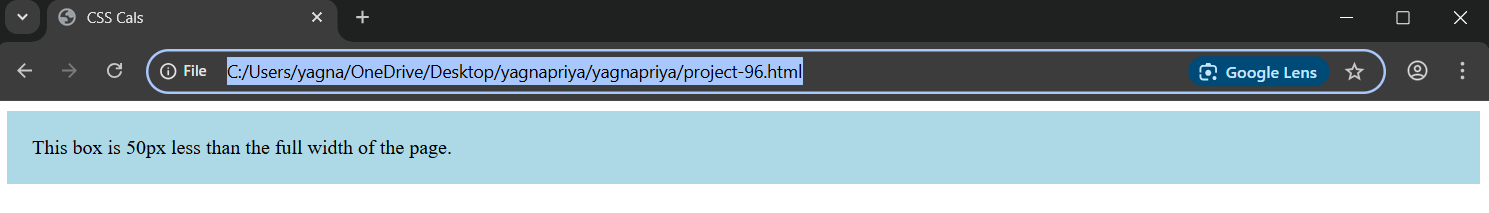 CSS Cals
File
C:/Users/yagna/OneDrive/Desktop/yagnapriya/yagnapriya/project-96.html
Google Lens
This box is 50px less than the full width of the page.